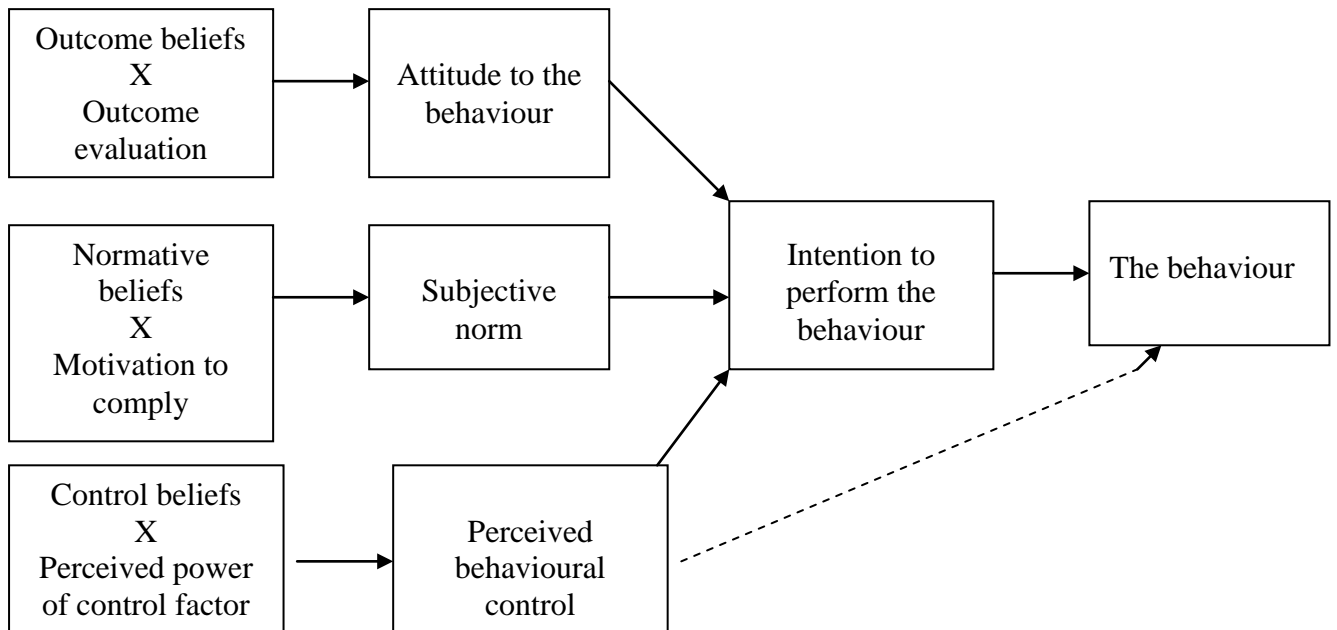 Outcome beliefs
X
Outcome
evaluation
Attitude to the
behaviour
Normative
beliefs
X
Motivation to
comply
Subjective
norm
Intention to
perform the
behaviour
The behaviour
Control beliefs
X
Perceived power
of control factor
Perceived
behavioural
control